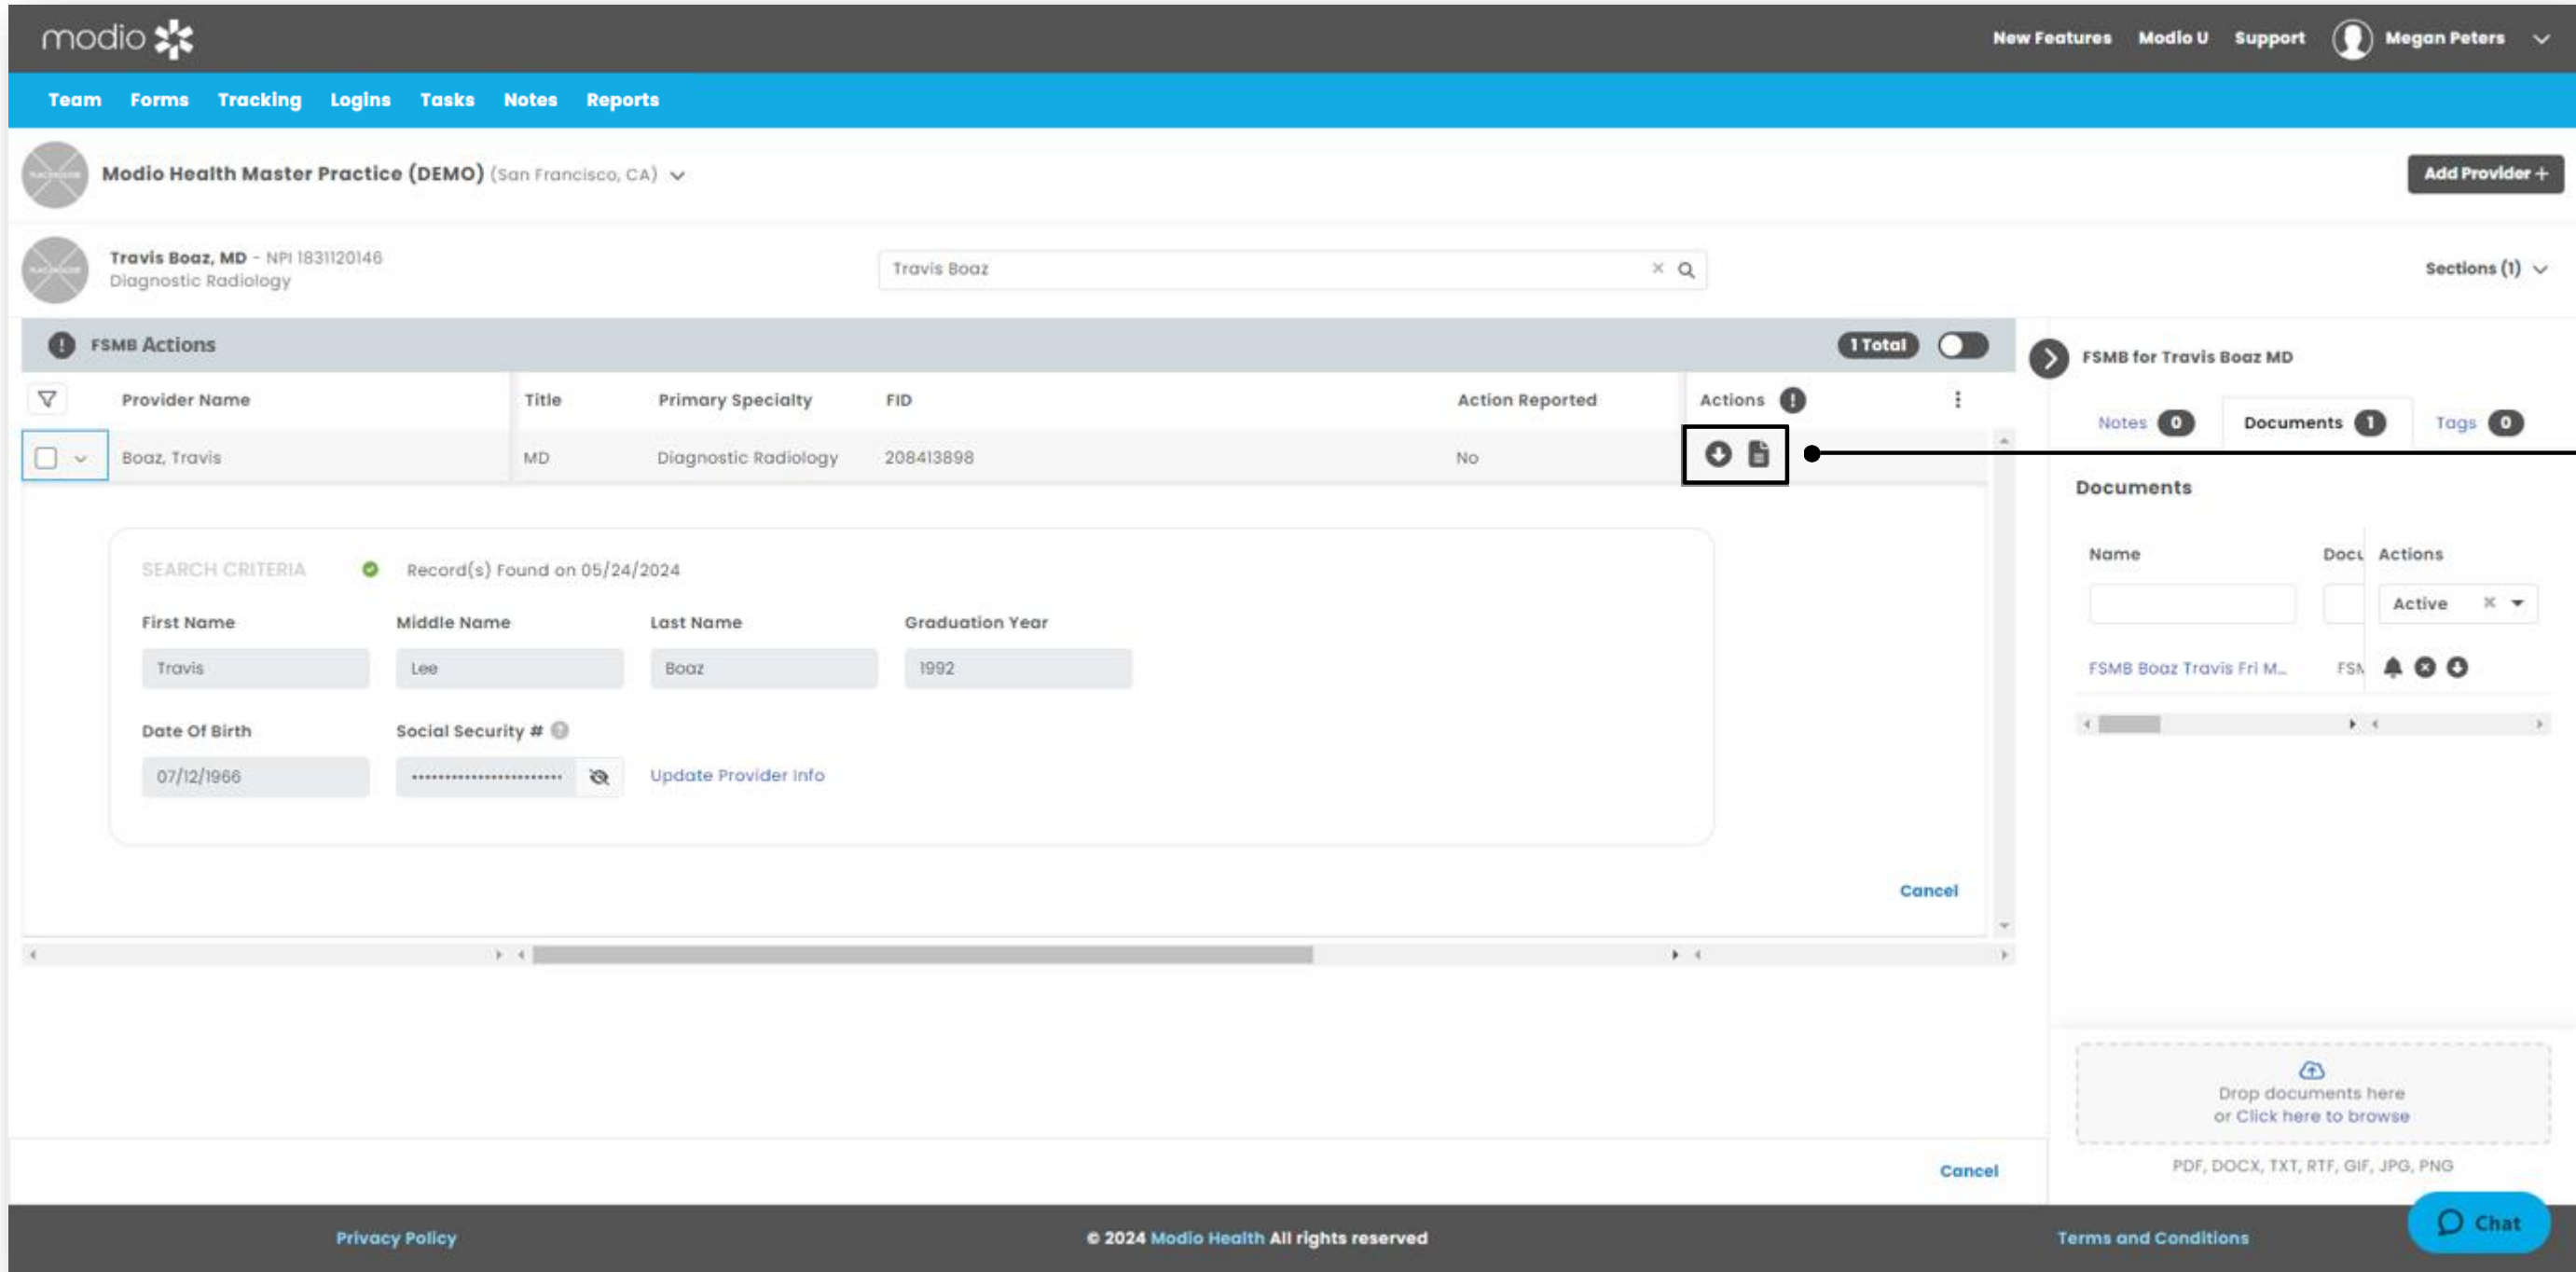 modio
New Features Modio U Support Megan Peters
Team Forms Tracking Logins Tasks Notes Reports
Modio Health Master Practice (DEMO) (San Francisco, CA)
Add Provider +
Travis Boaz, MD - NPI 1831120146
Diagnostic Radiology
Travis Boaz
Sections (1)
FSMB Actions
1 Total
Provider Name Title Primary Specialty FID Action Reported Actions
Boaz, Travis MD Diagnostic Radiology 208413898 No
SEARCH CRITERIA Record(s) Found on 05/24/2024
First Name Middle Name Last Name Graduation Year
Travis Lee Boaz 1992
Date Of Birth Social Security #
07/12/1966 ••••••••••••••••••••••• Update Provider Info
Cancel
Cancel
FSMB for Travis Boaz MD
Notes 0 Documents 1 Tags 0
Documents
Name Docu Actions
Active
FSMB Boaz Travis Fri M... FSM
Drop documents here
or Click here to browse
PDF, DOCX, TXT, RTF, GIF, JPG, PNG
Chat
Privacy Policy © 2024 Modio Health All rights reserved Terms and Conditions